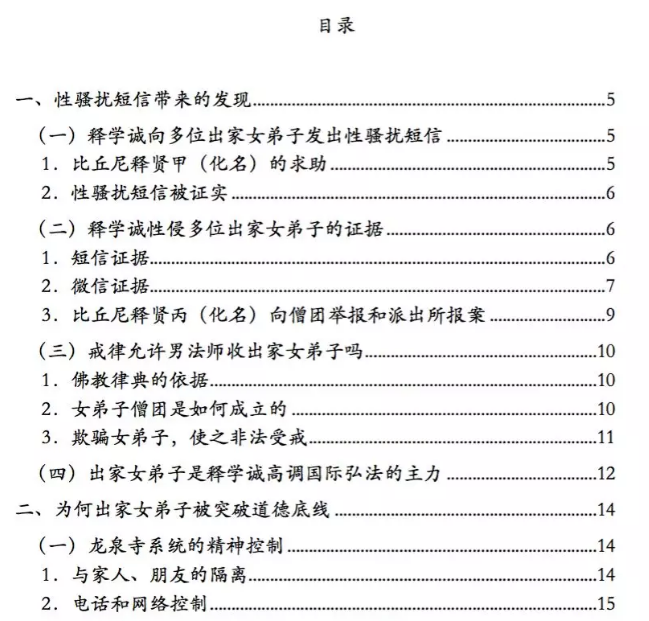 目录
一、性骚扰短信带来的发现.....5
（一）释学诚向多位出家女弟子发出性骚扰短信.....5
1. 比丘尼释贤甲（化名）的求助.....5
2. 性骚扰短信被证实.....6
（二）释学诚性侵多位出家女弟子的证据.....6
1. 短信证据.....6
2. 微信证据.....7
3. 比丘尼释贤丙（化名）向僧团举报和派出所报案.....9
（三）戒律允许男法师收出家女弟子吗.....10
1. 佛教律典的依据.....10
2. 女弟子僧团是如何成立的.....10
3. 欺骗女弟子，使之非法受戒.....11
（四）出家女弟子是释学诚高调国际弘法的主力.....12
二、为何出家女弟子被突破道德底线.....14
（一）龙泉寺系统的精神控制.....14
1. 与家人、朋友的隔离.....14
2. 电话和网络控制.....15